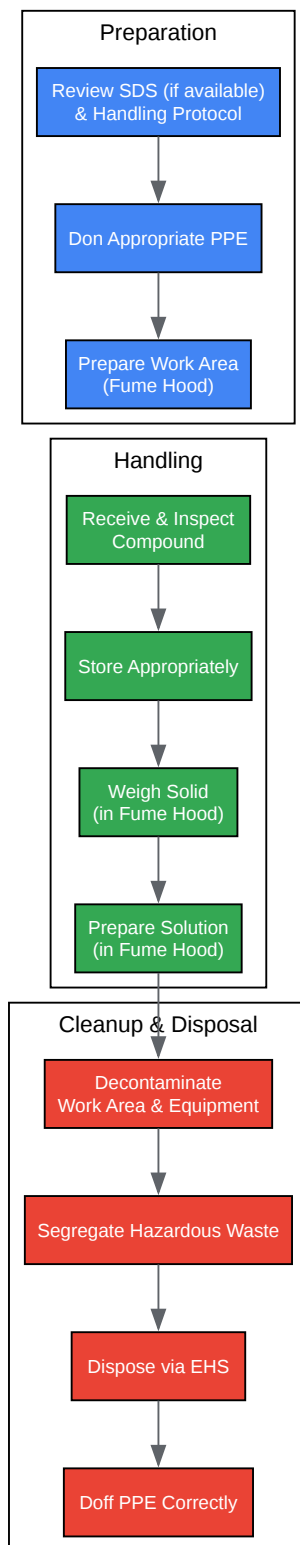 Preparation
Review SDS (if available)
& Handling Protocol
Don Appropriate PPE
Prepare Work Area
(Fume Hood)
Handling
Receive & Inspect
Compound
Store Appropriately
Weigh Solid
(in Fume Hood)
Prepare Solution
(in Fume Hood)
Cleanup & Disposal
Decontaminate
Work Area & Equipment
Segregate Hazardous Waste
Dispose via EHS
Doff PPE Correctly